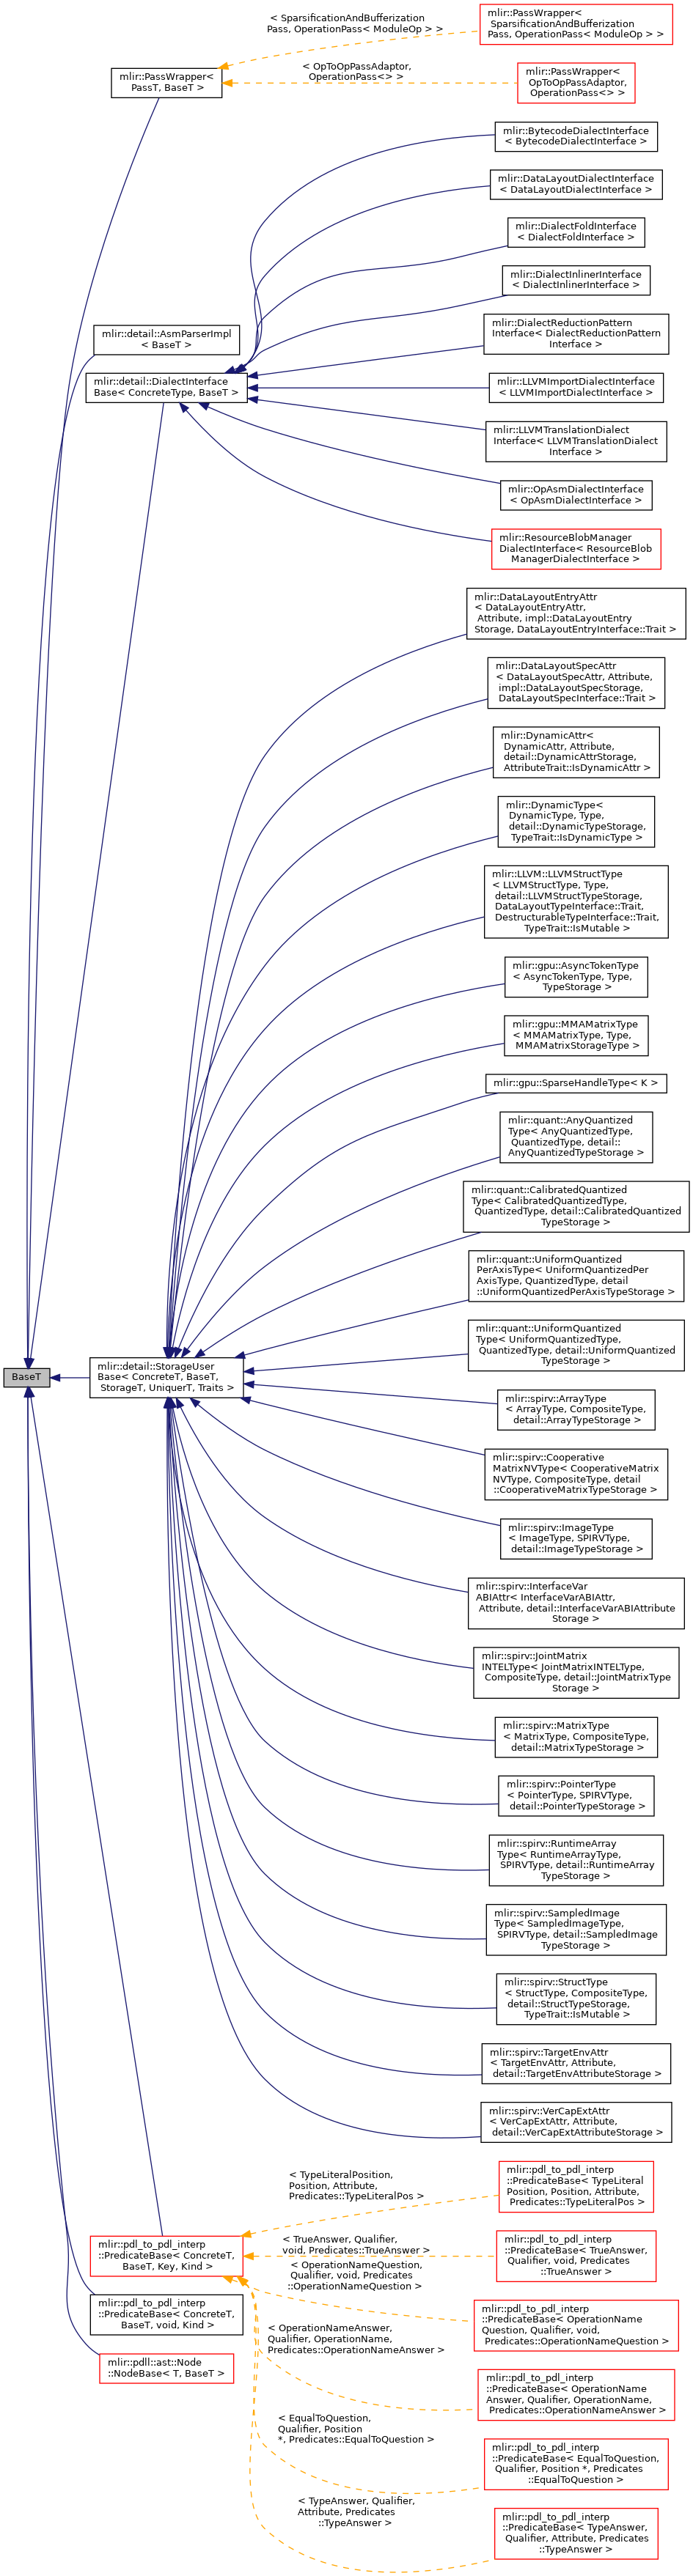 < SparsificationAndBufferization
Pass, OperationPass< ModuleOp > >
mlir::PassWrapper<
SparsificationAndBufferization
Pass, OperationPass< ModuleOp > >
mlir::PassWrapper<
PassT, BaseT >
< OpToOpPassAdaptor,
OperationPass<> >
mlir::PassWrapper<
OpToOpPassAdaptor,
OperationPass<> >
mlir::BytecodeDialectInterface
< BytecodeDialectInterface >
mlir::DataLayoutDialectInterface
< DataLayoutDialectInterface >
mlir::DialectFoldInterface
< DialectFoldInterface >
mlir::DialectInlinerInterface
< DialectInlinerInterface >
mlir::DialectReductionPattern
Interface< DialectReductionPattern
Interface >
mlir::detail::AsmParserImpl
< BaseT >
mlir::detail::DialectInterface
Base< ConcreteType, BaseT >
mlir::LLVMImportDialectInterface
< LLVMImportDialectInterface >
mlir::LLVMTranslationDialect
Interface< LLVMTranslationDialect
Interface >
mlir::OpAsmDialectInterface
< OpAsmDialectInterface >
mlir::ResourceBlobManager
DialectInterface< ResourceBlob
ManagerDialectInterface >
mlir::DataLayoutEntryAttr
< DataLayoutEntryAttr,
Attribute, impl::DataLayoutEntry
Storage, DataLayoutEntryInterface::Trait >
mlir::DataLayoutSpecAttr
< DataLayoutSpecAttr, Attribute,
impl::DataLayoutSpecStorage,
DataLayoutSpecInterface::Trait >
mlir::DynamicAttr<
DynamicAttr, Attribute,
detail::DynamicAttrStorage,
AttributeTrait::IsDynamicAttr >
mlir::DynamicType<
DynamicType, Type,
detail::DynamicTypeStorage,
TypeTrait::IsDynamicType >
mlir::LLVM::LLVMStructType
< LLVMStructType, Type,
detail::LLVMStructTypeStorage,
DataLayoutTypeInterface::Trait,
DestructurableTypeInterface::Trait,
TypeTrait::IsMutable >
mlir::gpu::AsyncTokenType
< AsyncTokenType, Type,
TypeStorage >
mlir::gpu::MMAMatrixType
< MMAMatrixType, Type,
MMAMatrixStorageType >
mlir::gpu::SparseHandleType< K >
mlir::quant::AnyQuantized
Type< AnyQuantizedType,
QuantizedType, detail::
AnyQuantizedTypeStorage >
mlir::quant::CalibratedQuantized
Type< CalibratedQuantizedType,
QuantizedType, detail::CalibratedQuantized
TypeStorage >
mlir::quant::UniformQuantized
PerAxisType< UniformQuantizedPer
AxisType, QuantizedType, detail
::UniformQuantizedPerAxisTypeStorage >
mlir::quant::UniformQuantized
Type< UniformQuantizedType,
QuantizedType, detail::UniformQuantized
TypeStorage >
BaseT
mlir::detail::StorageUser
Base< ConcreteT, BaseT,
StorageT, UniquerT, Traits >
mlir::spirv::ArrayType
< ArrayType, CompositeType,
detail::ArrayTypeStorage >
mlir::spirv::Cooperative
MatrixNVType< CooperativeMatrix
NVType, CompositeType, detail
::CooperativeMatrixTypeStorage >
mlir::spirv::ImageType
< ImageType, SPIRVType,
detail::ImageTypeStorage >
mlir::spirv::InterfaceVar
ABIAttr< InterfaceVarABIAttr,
Attribute, detail::InterfaceVarABIAttribute
Storage >
mlir::spirv::JointMatrix
INTELType< JointMatrixINTELType,
CompositeType, detail::JointMatrixType
Storage >
mlir::spirv::MatrixType
< MatrixType, CompositeType,
detail::MatrixTypeStorage >
mlir::spirv::PointerType
< PointerType, SPIRVType,
detail::PointerTypeStorage >
mlir::spirv::RuntimeArray
Type< RuntimeArrayType,
SPIRVType, detail::RuntimeArray
TypeStorage >
mlir::spirv::SampledImage
Type< SampledImageType,
SPIRVType, detail::SampledImage
TypeStorage >
mlir::spirv::StructType
< StructType, CompositeType,
detail::StructTypeStorage,
TypeTrait::IsMutable >
mlir::spirv::TargetEnvAttr
< TargetEnvAttr, Attribute,
detail::TargetEnvAttributeStorage >
mlir::spirv::VerCapExtAttr
< VerCapExtAttr, Attribute,
detail::VerCapExtAttributeStorage >
< TypeLiteralPosition,
Position, Attribute,
Predicates::TypeLiteralPos >
mlir::pdl_to_pdl_interp
::PredicateBase< TypeLiteral
Position, Position, Attribute,
Predicates::TypeLiteralPos >
mlir::pdl_to_pdl_interp
::PredicateBase< ConcreteT,
BaseT, Key, Kind >
< TrueAnswer, Qualifier,
void, Predicates::TrueAnswer >
mlir::pdl_to_pdl_interp
::PredicateBase< TrueAnswer,
Qualifier, void, Predicates
::TrueAnswer >
< OperationNameQuestion,
Qualifier, void, Predicates
::OperationNameQuestion >
mlir::pdl_to_pdl_interp
::PredicateBase< OperationName
Question, Qualifier, void,
Predicates::OperationNameQuestion >
mlir::pdl_to_pdl_interp
::PredicateBase< ConcreteT,
BaseT, void, Kind >
< OperationNameAnswer,
Qualifier, OperationName,
Predicates::OperationNameAnswer >
mlir::pdl_to_pdl_interp
::PredicateBase< OperationName
Answer, Qualifier, OperationName,
Predicates::OperationNameAnswer >
mlir::pdll::ast::Node
::NodeBase< T, BaseT >
< EqualToQuestion,
Qualifier, Position
*, Predicates::EqualToQuestion >
mlir::pdl_to_pdl_interp
::PredicateBase< EqualToQuestion,
Qualifier, Position *, Predicates
::EqualToQuestion >
< TypeAnswer, Qualifier,
Attribute, Predicates
::TypeAnswer >
mlir::pdl_to_pdl_interp
::PredicateBase< TypeAnswer,
Qualifier, Attribute, Predicates
::TypeAnswer >